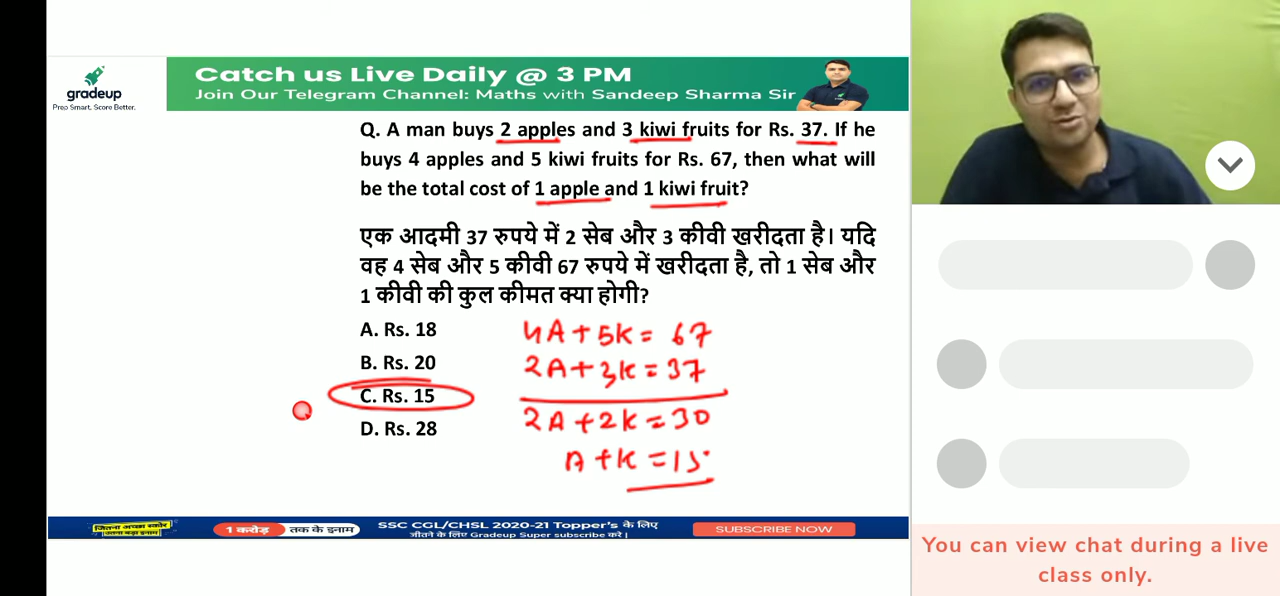 gradeup
Prep Smart. Score Better.
Catch us Live Daily @ 3 PM
Join Our Telegram Channel: Maths with Sandeep Sharma Sir
Q. A man buys 2 apples and 3 kiwi fruits for Rs. 37. If he
buys 4 apples and 5 kiwi fruits for Rs. 67, then what will
be the total cost of 1 apple and 1 kiwi fruit?
एक आदमी 37 रुपये में 2 सेब और 3 कीवी खरीदता है। यदि
वह 4 सेब और 5 कीवी 67 रुपये में खरीदता है, तो 1 सेब और
1 कीवी की कुल कीमत क्या होगी?
A. Rs. 18
B. Rs. 20
C. Rs. 15
D. Rs. 28
4A + 5K = 67
2A + 3K = 37
2A + 2K = 30
A + K = 15
जितना अच्छा स्कोर
उतना बड़ा इनाम
1 करोड़ तक के इनाम
SSC CGL/CHSL 2020-21 Topper's के लिए
जीतने के लिए Gradeup Super subscribe करे |
SUBSCRIBE NOW
You can view chat during a live
class only.